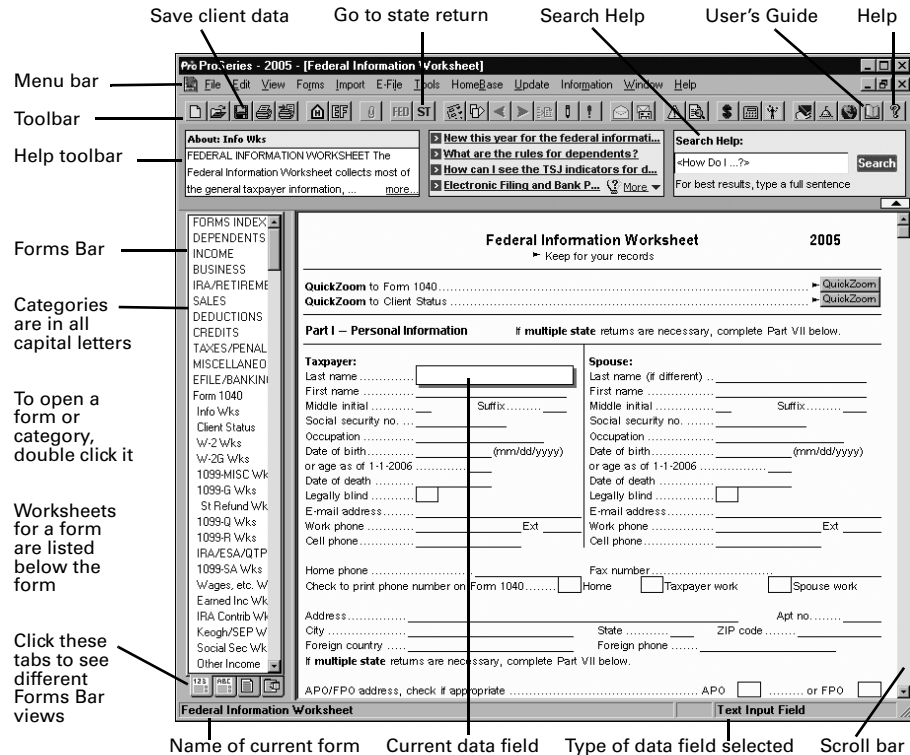 Save client data
Go to state return
Search Help
User's Guide
Help
Menu bar
Toolbar
Help toolbar
Forms Bar
Categories
are in all
capital letters
To open a
form or
category,
double click it
Worksheets
for a form
are listed
below the
form
Click these
tabs to see
different
Forms Bar
views
Pro ProSeries - 2005 - [Federal Information Worksheet]
File Edit View Forms Import E-File Tools HomeBase Update Information Window Help
EF FED ST
About: Info Wks
FEDERAL INFORMATION WORKSHEET The
Federal Information Worksheet collects most of
the general taxpayer information, ... more...
New this year for the federal informati...
What are the rules for dependents?
How can I see the TSJ indicators for d...
Electronic Filing and Bank P... More
Search Help:
<How Do I ...?> Search
For best results, type a full sentence
FORMS INDEX
DEPENDENTS
INCOME
BUSINESS
IRA/RETIREME
SALES
DEDUCTIONS
CREDITS
TAXES/PENAL
MISCELLANEO
EFILE/BANKIN
Form 1040
Info Wks
Client Status
W-2 Wks
W-2G Wks
1099-MISC Wk
1099-G Wks
St Refund Wk
1099-Q Wks
1099-R Wks
IRA/ESA/QTP
1099-SA Wks
Wages, etc. W
Earned Inc Wk
IRA Contrib Wk
Keogh/SEP W
Social Sec Wk
Other Income
123 ABC
Federal Information Worksheet 2005
Keep for your records
QuickZoom to Form 1040 QuickZoom
QuickZoom to Client Status QuickZoom
Part I – Personal Information If multiple state returns are necessary, complete Part VII below.
Taxpayer:
Last name
First name
Middle initial Suffix
Social security no.
Occupation
Date of birth (mm/dd/yyyy)
or age as of 1-1-2006
Date of death
Legally blind
E-mail address
Work phone Ext
Cell phone
Spouse:
Last name (if different)
First name
Middle initial Suffix
Social security no.
Occupation
Date of birth (mm/dd/yyyy)
or age as of 1-1-2006
Date of death
Legally blind
E-mail address
Work phone Ext
Cell phone
Home phone Fax number
Check to print phone number on Form 1040 Home Taxpayer work Spouse work
Address Apt no.
City State ZIP code
Foreign country Foreign phone
If multiple state returns are necessary, complete Part VII below.
APO/FPO address, check if appropriate APO or FPO
Federal Information Worksheet Text Input Field
Name of current form
Current data field
Type of data field selected
Scroll bar